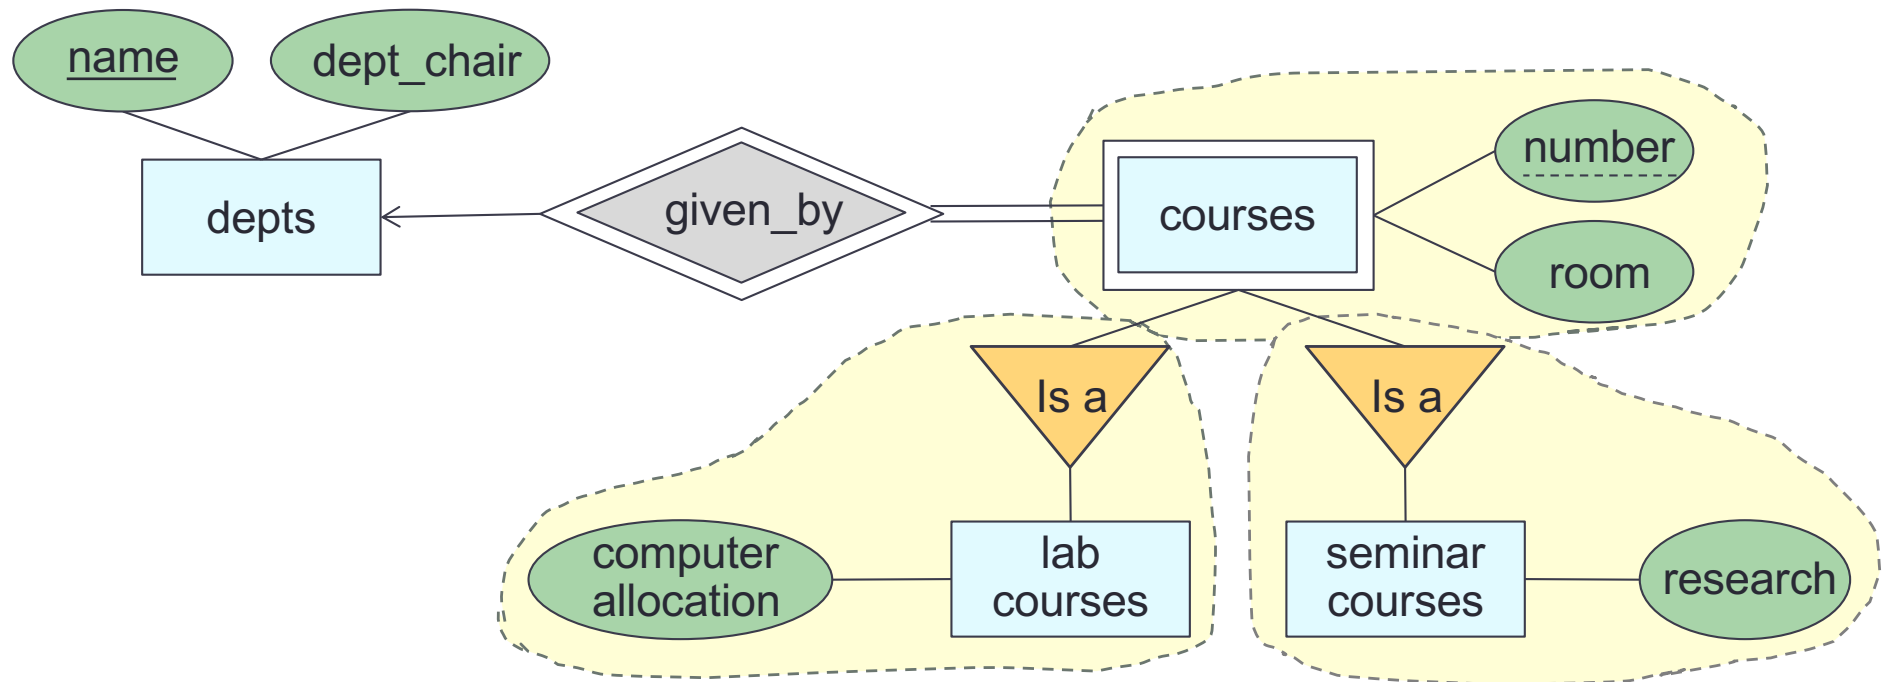 name
dept_chair
depts
given_by
courses
number
room
Is a
Is a
computer
allocation
lab
courses
seminar
courses
research